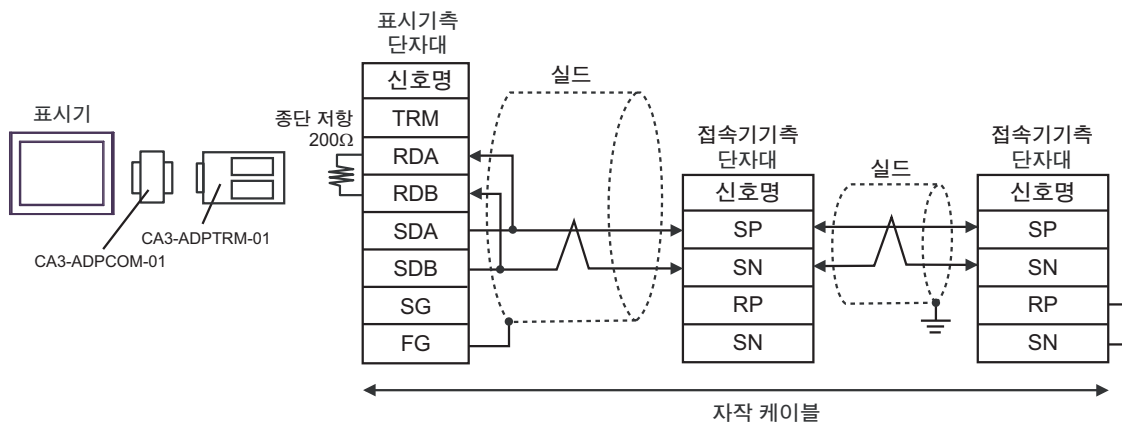 표시기
CA3-ADPCOM-01
CA3-ADPTRM-01
종단 저항
200Ω
표시기측
단자대
신호명
TRM
RDA
RDB
SDA
SDB
SG
FG
실드
접속기기측
단자대
신호명
SP
SN
RP
SN
실드
접속기기측
단자대
신호명
SP
SN
RP
SN
자작 케이블